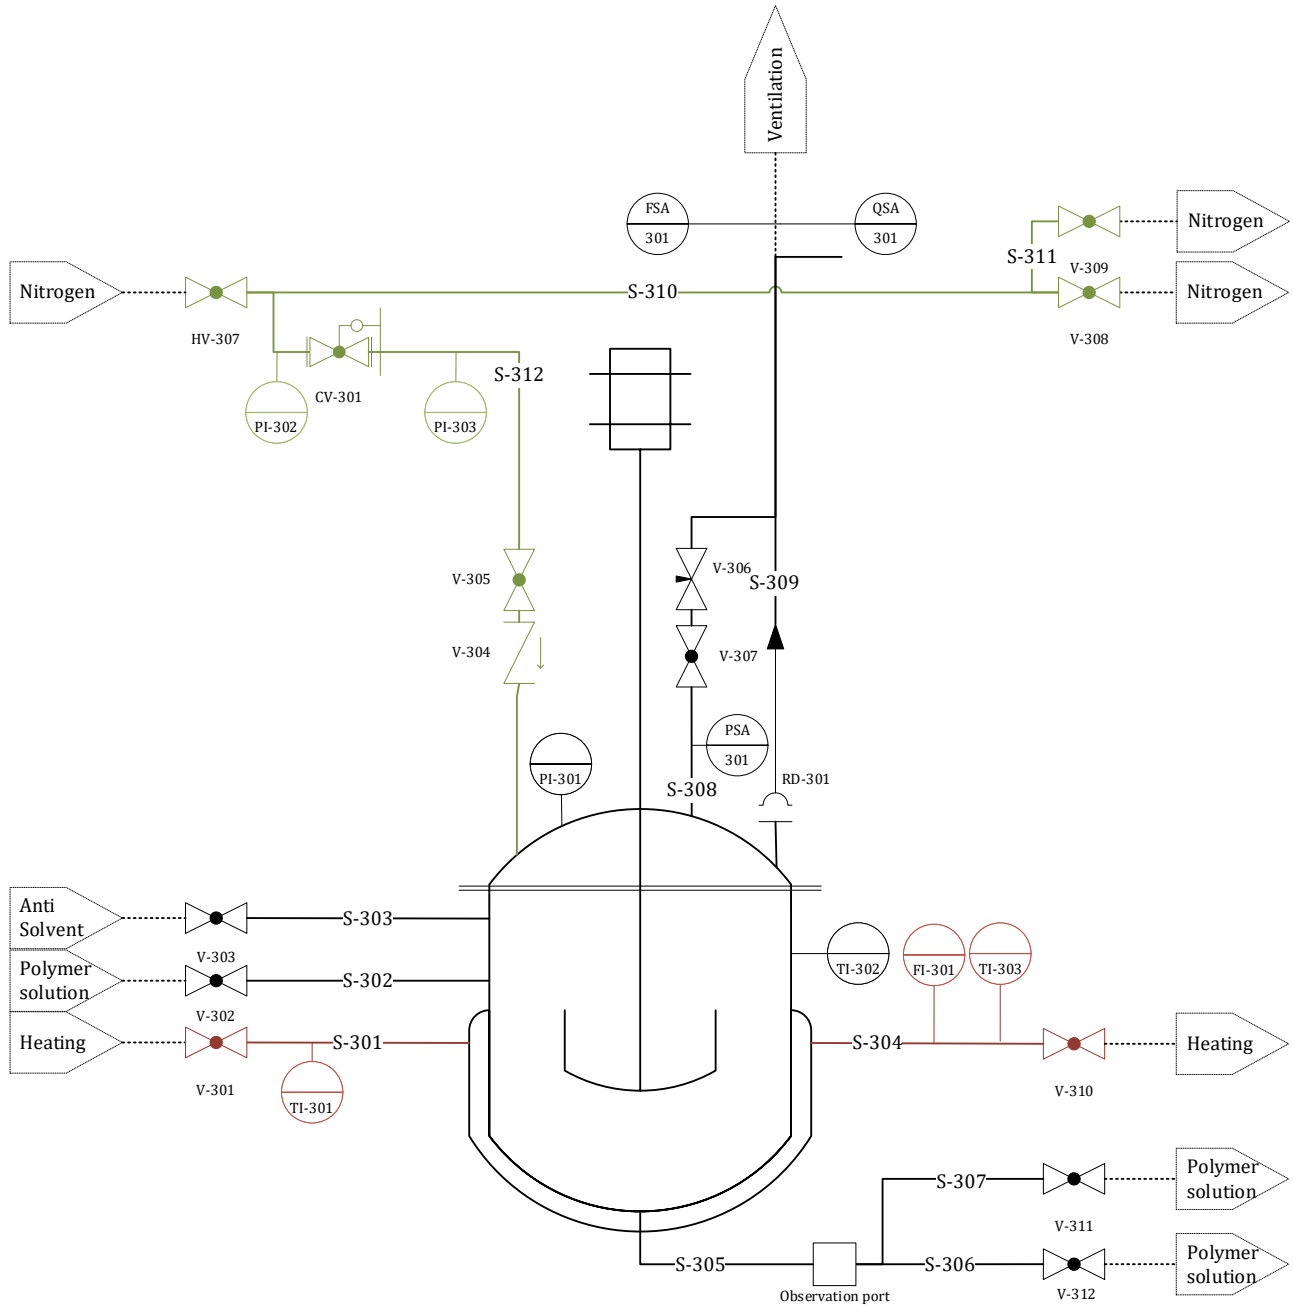 Ventilation
FSA
301
QSA
301
Nitrogen
S-311
V-309
Nitrogen
HV-307
S-310
V-308
Nitrogen
CV-301
PI-302
PI-303
S-312
V-305
V-306
S-309
V-304
V-307
PSA
301
PI-301
S-308
RD-301
Anti
Solvent
V-303
S-303
Polymer
solution
V-302
S-302
TI-302
FI-301
TI-303
Heating
V-301
S-301
TI-301
S-304
V-310
Heating
S-307
V-311
Polymer
solution
S-305
Observation port
S-306
V-312
Polymer
solution